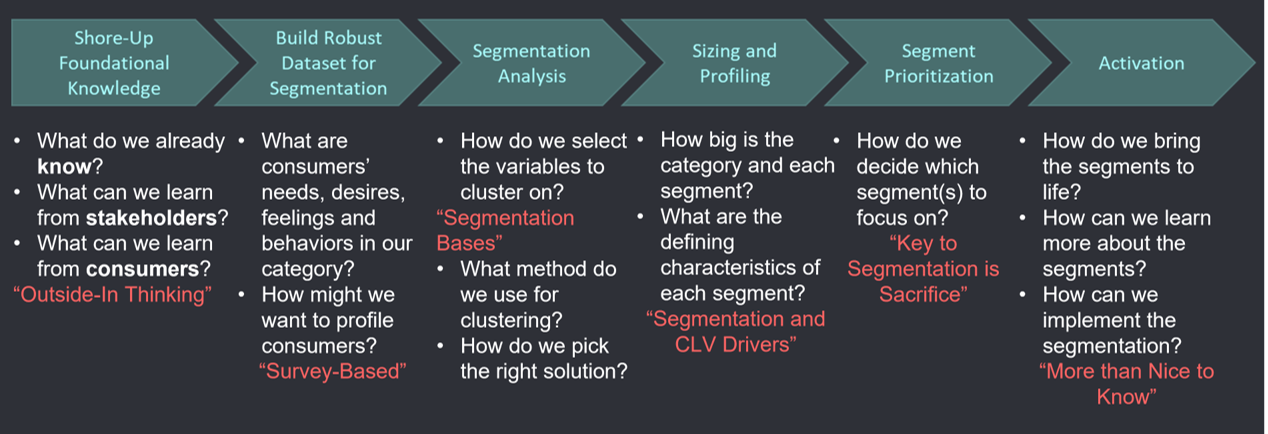 Shore-Up
Foundational
Knowledge
Build Robust
Dataset for
Segmentation
Segmentation
Analysis
Sizing and
Profiling
Segment
Prioritization
Activation
• What do we already
know?
• What can we learn
from stakeholders?
• What can we learn
from consumers?
“Outside-In Thinking”
• What are
consumers’
needs, desires,
feelings and
behaviors in our
category?
• How might we
want to profile
consumers?
“Survey-Based”
• How do we select
the variables to
cluster on?
“Segmentation
Bases”
• What method do
we use for
clustering?
• How do we pick
the right solution?
• How big is the
category and each
segment?
• What are the
defining
characteristics of
each segment?
“Segmentation and
CLV Drivers”
• How do we
decide which
segment(s) to
focus on?
“Key to
Segmentation is
Sacrifice”
• How do we bring
the segments to
life?
• How can we learn
more about the
segments?
• How can we
implement the
segmentation?
“More than Nice to
Know”